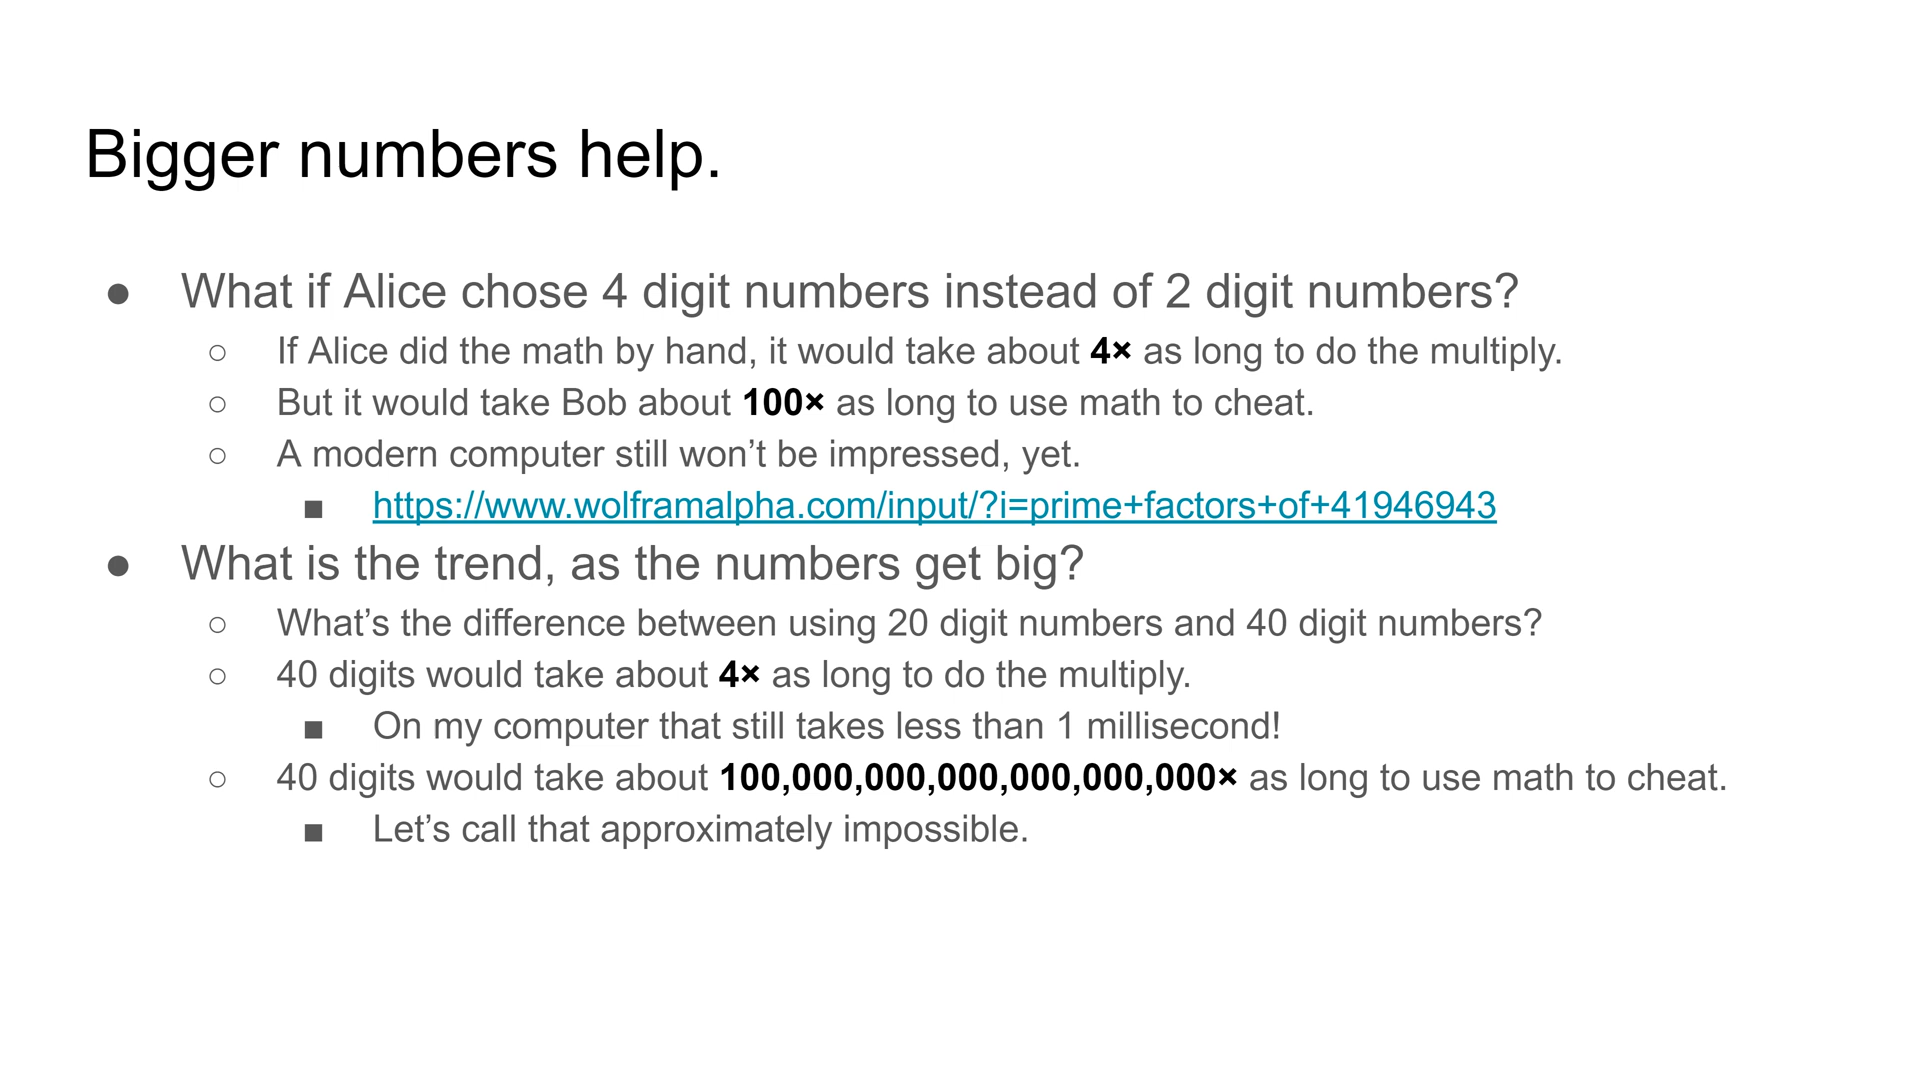 Bigger numbers help.
● What if Alice chose 4 digit numbers instead of 2 digit numbers?
○ If Alice did the math by hand, it would take about 4× as long to do the multiply.
○ But it would take Bob about 100× as long to use math to cheat.
○ A modern computer still won’t be impressed, yet.
■ https://www.wolframalpha.com/input/?i=prime+factors+of+41946943
● What is the trend, as the numbers get big?
○ What’s the difference between using 20 digit numbers and 40 digit numbers?
○ 40 digits would take about 4× as long to do the multiply.
■ On my computer that still takes less than 1 millisecond!
○ 40 digits would take about 100,000,000,000,000,000,000× as long to use math to cheat.
■ Let’s call that approximately impossible.